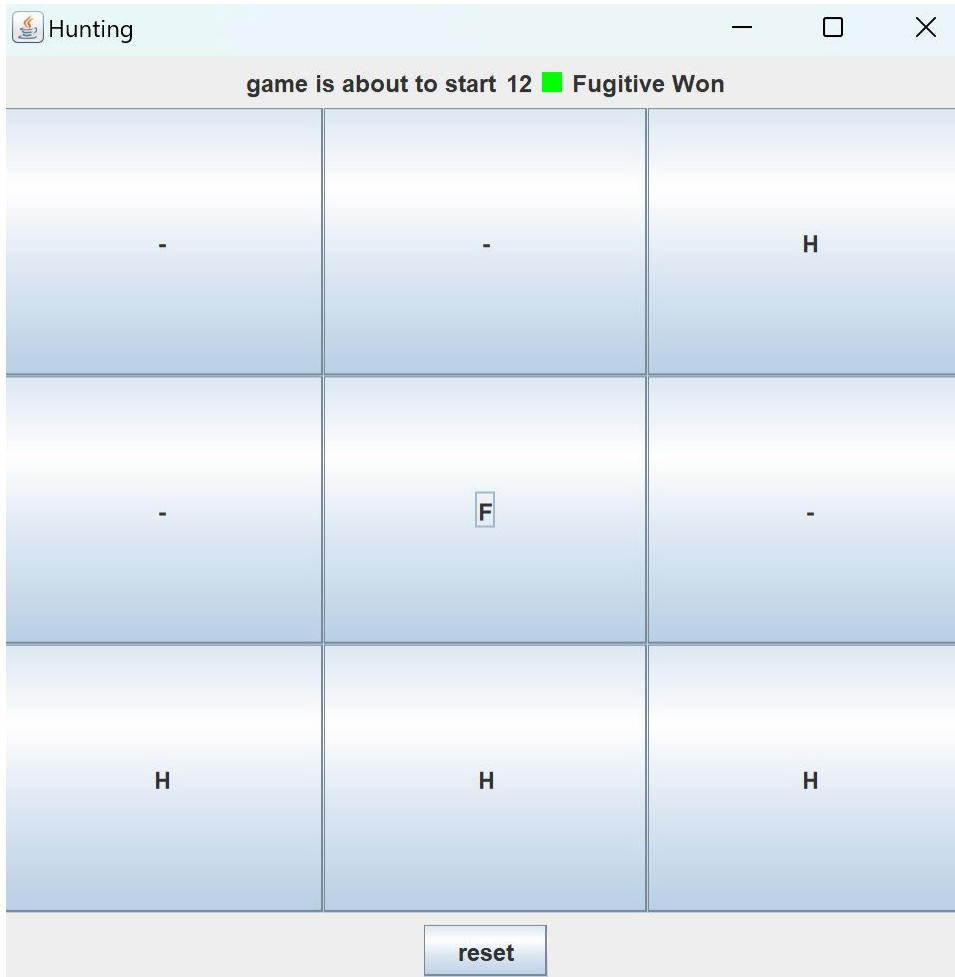 Hunting
game is about to start 12 Fugitive Won
- - H
- F -
H H H
reset